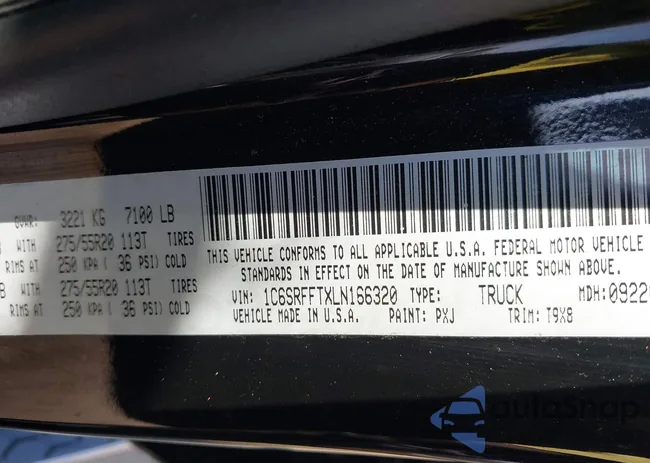 GVWR: 3221 KG 7100 LB
WITH 275/55R20 113T TIRES
RIMS AT 250 KPA ( 36 PSI) COLD
B WITH 275/55R20 113T TIRES
RIMS AT 250 KPA ( 36 PSI) COLD
THIS VEHICLE CONFORMS TO ALL APPLICABLE U.S.A. FEDERAL MOTOR VEHICLE
STANDARDS IN EFFECT ON THE DATE OF MANUFACTURE SHOWN ABOVE.
VIN: 1C6SRFFTXLN166320 TYPE: TRUCK MDH: 0922
VEHICLE MADE IN U.S.A. PAINT: PXJ TRIM: T9X8
autoSnap